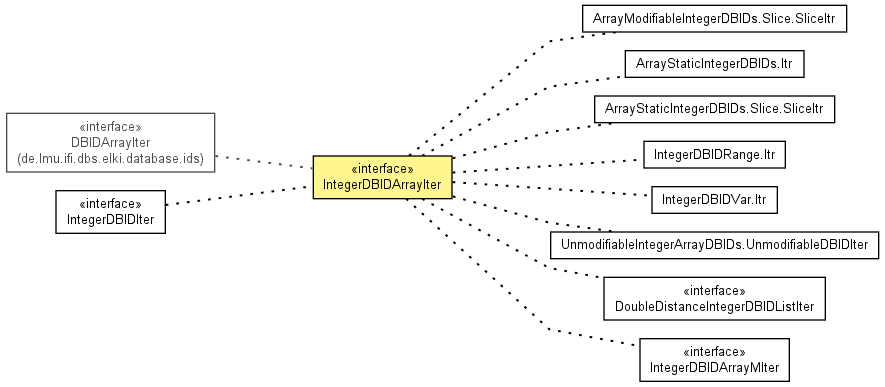 «interface»
DBIDArrayIter
(de.lmu.ifi.dbs.elki.database.ids)
«interface»
IntegerDBIDIter
«interface»
IntegerDBIDArrayIter
ArrayModifiableIntegerDBIDs.Slice.SliceItr
ArrayStaticIntegerDBIDs.Itr
ArrayStaticIntegerDBIDs.Slice.SliceItr
IntegerDBIDRange.Itr
IntegerDBIDVar.Itr
UnmodifiableIntegerArrayDBIDs.UnmodifiableDBIDIter
«interface»
DoubleDistanceIntegerDBIDListIter
«interface»
IntegerDBIDArrayMIter